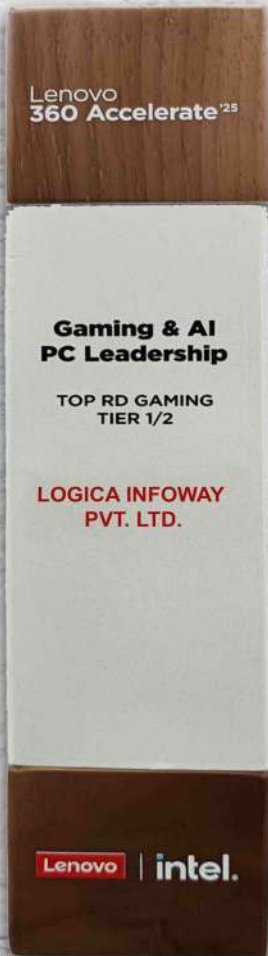 Lenovo
360 Accelerate'25
Gaming & AI
PC Leadership
TOP RD GAMING
TIER 1/2
LOGICA INFOWAY
PVT. LTD.
Lenovo | intel.